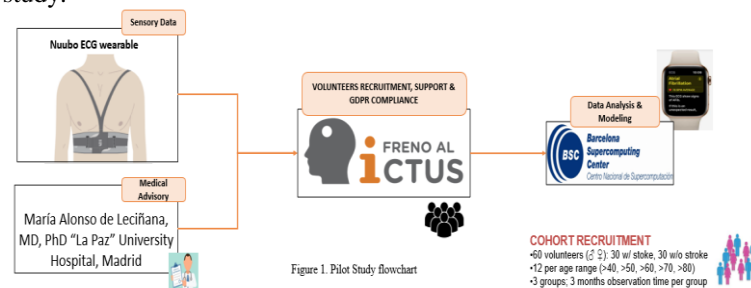 study.
Sensory Data
Nuubo ECG wearable
Medical
Advisory
María Alonso de Leciñana,
MD, PhD "La Paz" University
Hospital, Madrid
VOLUNTEERS RECRUITMENT, SUPPORT &
GDPR COMPLIANCE
FRENO AL
iCTUS
Data Analysis &
Modeling
BSC
Barcelona
Supercomputing
Center
Centro Nacional de Supercomputación
Atrial
Fibrillation
Figure 1. Pilot Study flowchart
COHORT RECRUITMENT
•60 volunteers (♂♀): 30 w/ stoke, 30 w/o stroke
•12 per age range (>40, >50, >60, >70, >80)
•3 groups; 3 months observation time per group